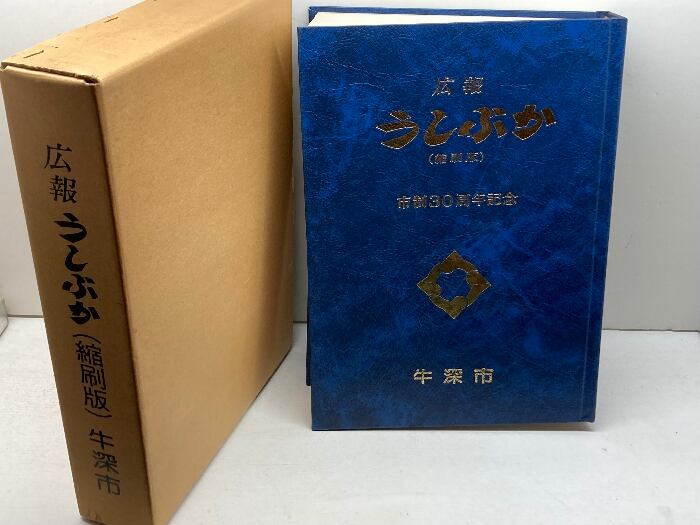 広報
うしぶか
(縮刷版)
牛深市
広報
うしぶか
(縮刷版)
市制30周年記念
牛深市